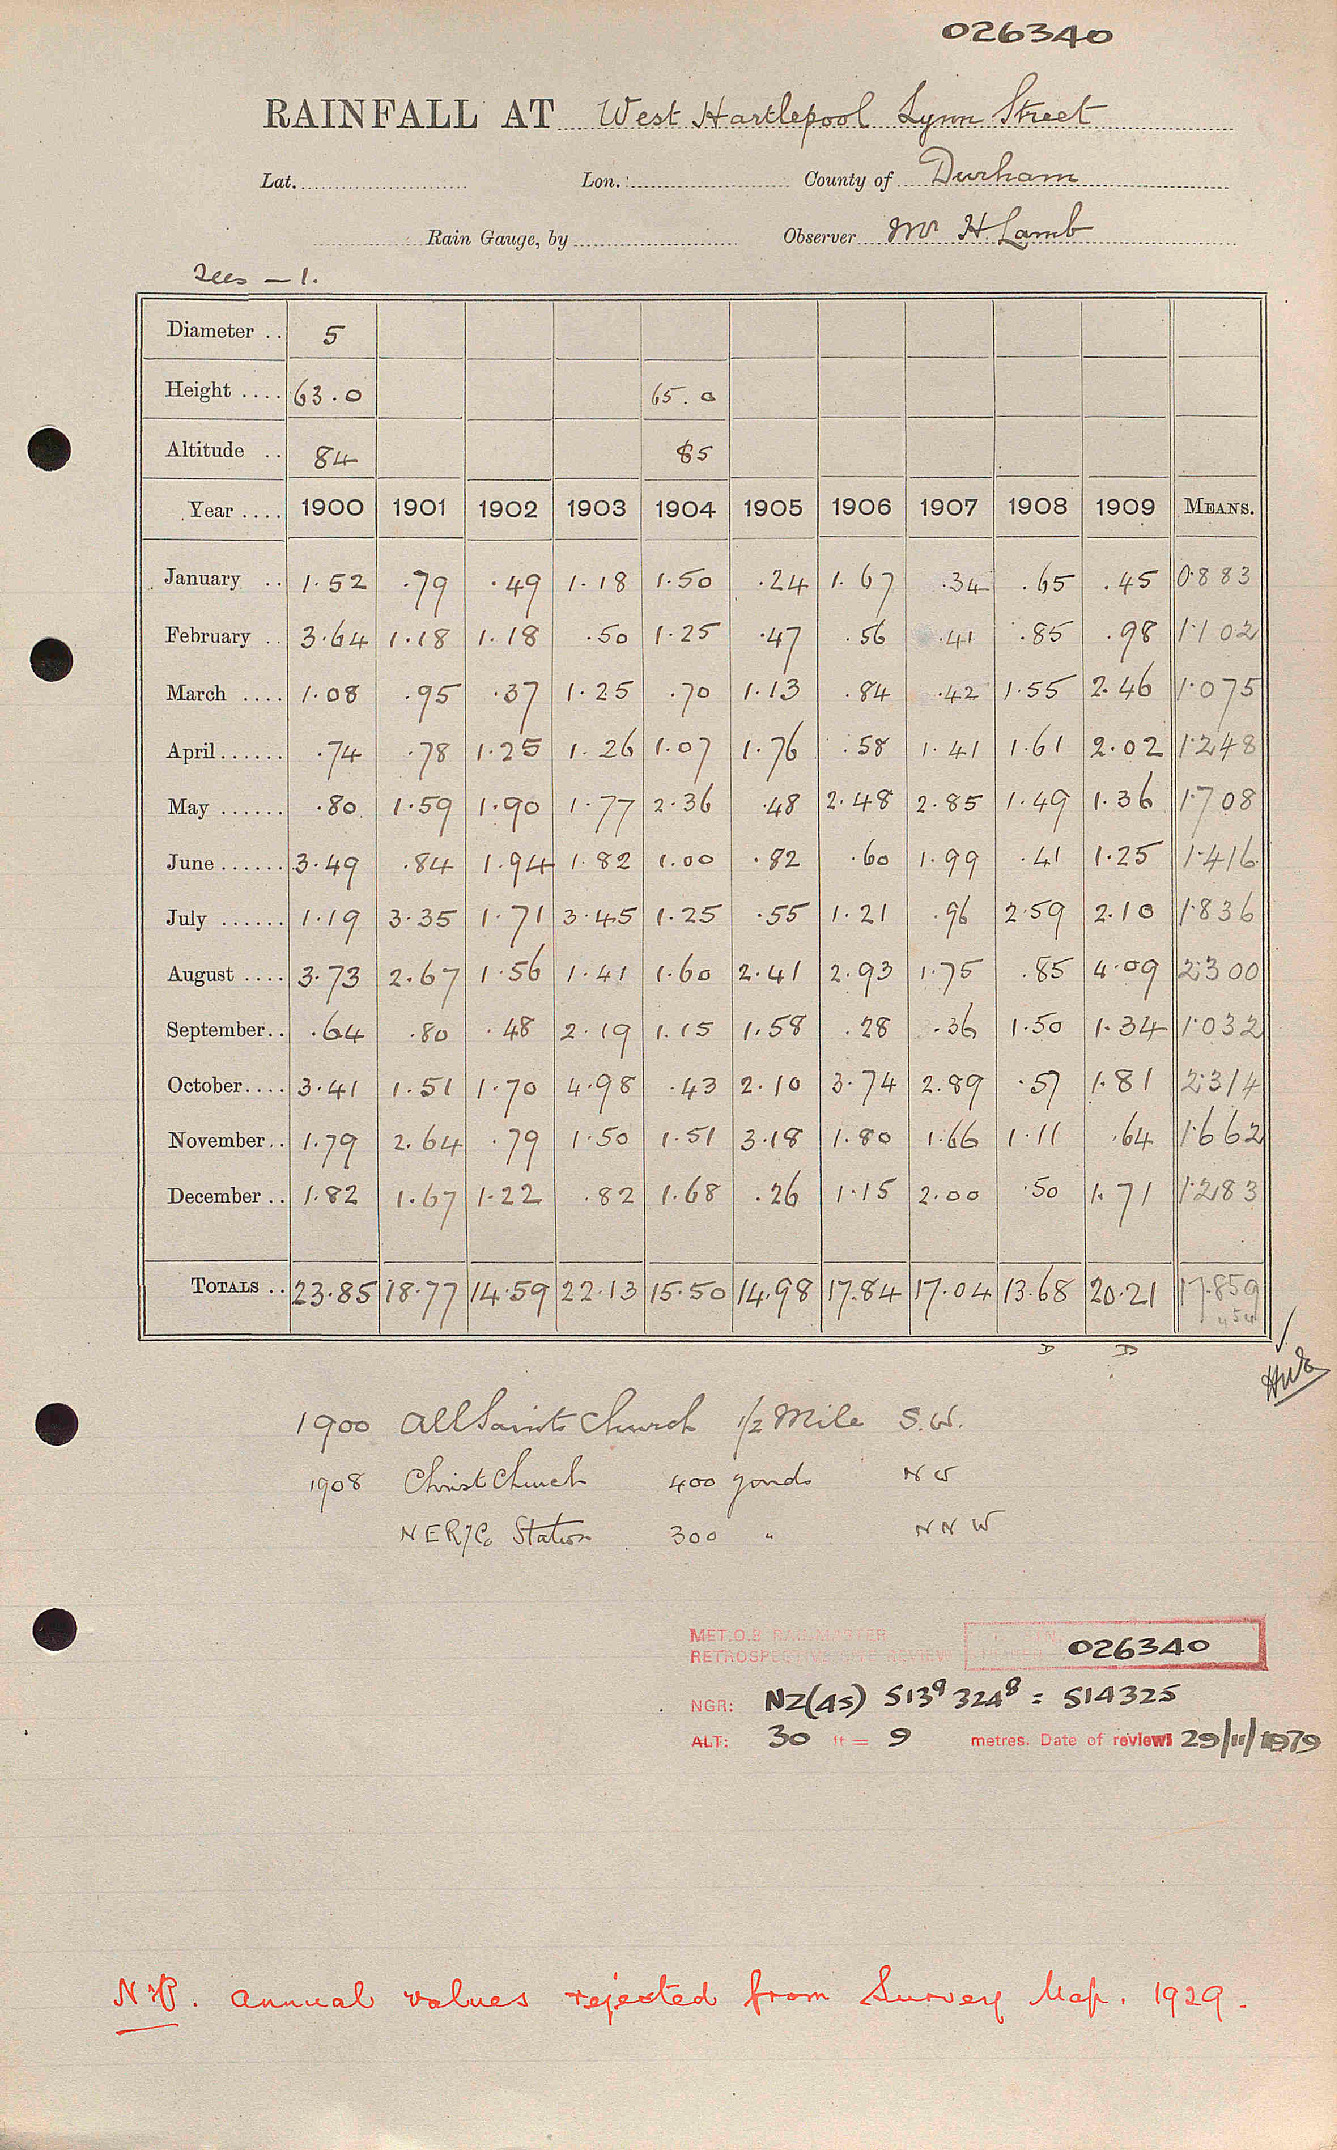 026340
RAINFALL AT West Hartlepool Lynn Street
Lat. Lon. County of Durham
Rain Gauge, by Observer Mr H. Lamb
— 1.
Diameter .. 5
Height .... 63.0 65.0
Altitude .. 84 85
Year .... 1900 1901 1902 1903 1904 1905 1906 1907 1908 1909 MEANS.
January .. 1.52 .79 .49 1.18 1.50 .24 1.67 .34 .65 .45 0.883
February .. 3.64 1.18 1.18 .50 1.25 .47 .56 .41 .85 .98 1.102
March .... 1.08 .95 .37 1.25 .70 1.13 .84 .42 1.55 2.46 1.075
April...... .74 .78 1.25 1.26 1.07 1.76 .58 1.41 1.61 2.02 1.248
May ...... .80 1.59 1.90 1.77 2.36 .48 2.48 2.85 1.49 1.36 1.708
June ...... 3.49 .84 1.94 1.82 1.00 .82 .60 1.99 .41 1.25 1.416
July ...... 1.19 3.35 1.71 3.45 1.25 .55 1.21 .96 2.59 2.10 1.836
August .... 3.73 2.67 1.56 1.41 1.60 2.41 2.93 1.75 .85 4.09 2.300
September.. .64 .80 .48 2.19 1.15 1.58 .28 .36 1.50 1.34 1.032
October.... 3.41 1.51 1.70 4.98 .43 2.10 3.74 2.89 .57 1.81 2.314
November.. 1.79 2.64 .79 1.50 1.51 3.18 1.80 1.66 1.11 .64 1.662
December .. 1.82 1.67 1.22 .82 1.68 .26 1.15 2.00 .50 1.71 1.283
TOTALS .. 23.85 18.77 14.59 22.13 15.50 14.98 17.84 17.04 13.68 20.21 17.859
D D
1900 All Saints Church 1/2 Mile S.W.
1908 Christ Church 400 yards NW
NERy Co Station 300 " NNW
MET.O.8 RAINMASTER
RETROSPECTIVE SITE REVIEW 026340
NGR: NZ(45) 513⁹ 324⁸ = 514325
ALT: 30 ft = 9 metres. Date of review: 29/11/1979
N.B. annual values rejected from Survey Map. 1929.